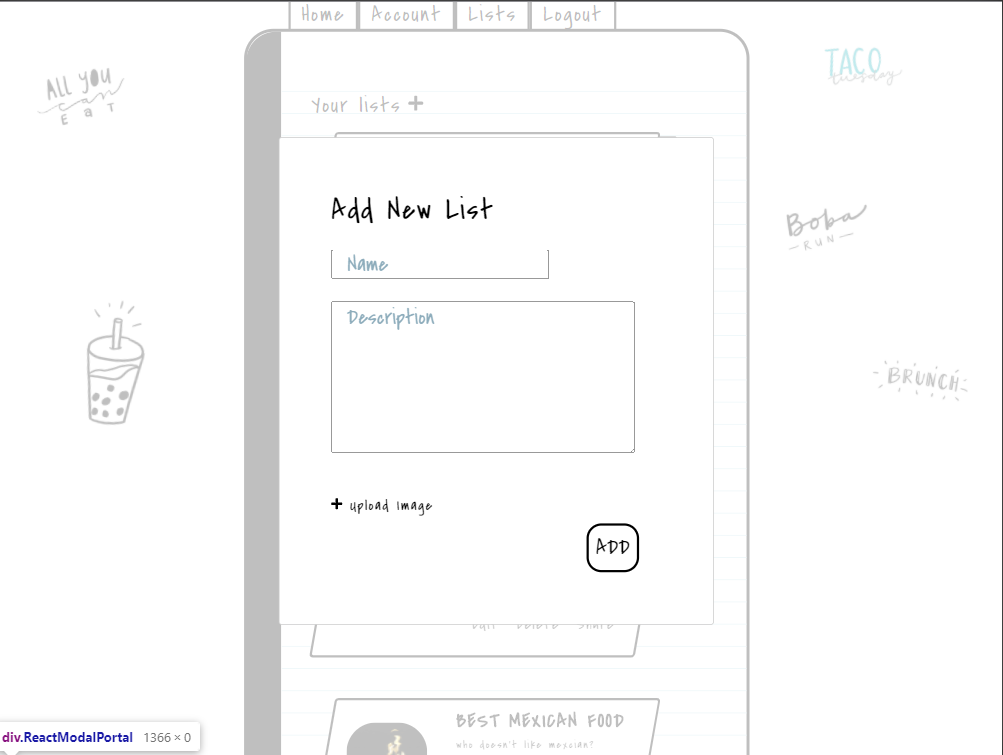 Home Account Lists Logout
ALL YOU
can
EaT
TACO
tuesday
Your lists +
Add New List
Boba
RUN
Name
Description
BRUNCH
+ Upload Image
ADD
edit delete share
BEST MEXICAN FOOD
who doesn't like mexcian?
div.ReactModalPortal 1366 × 0